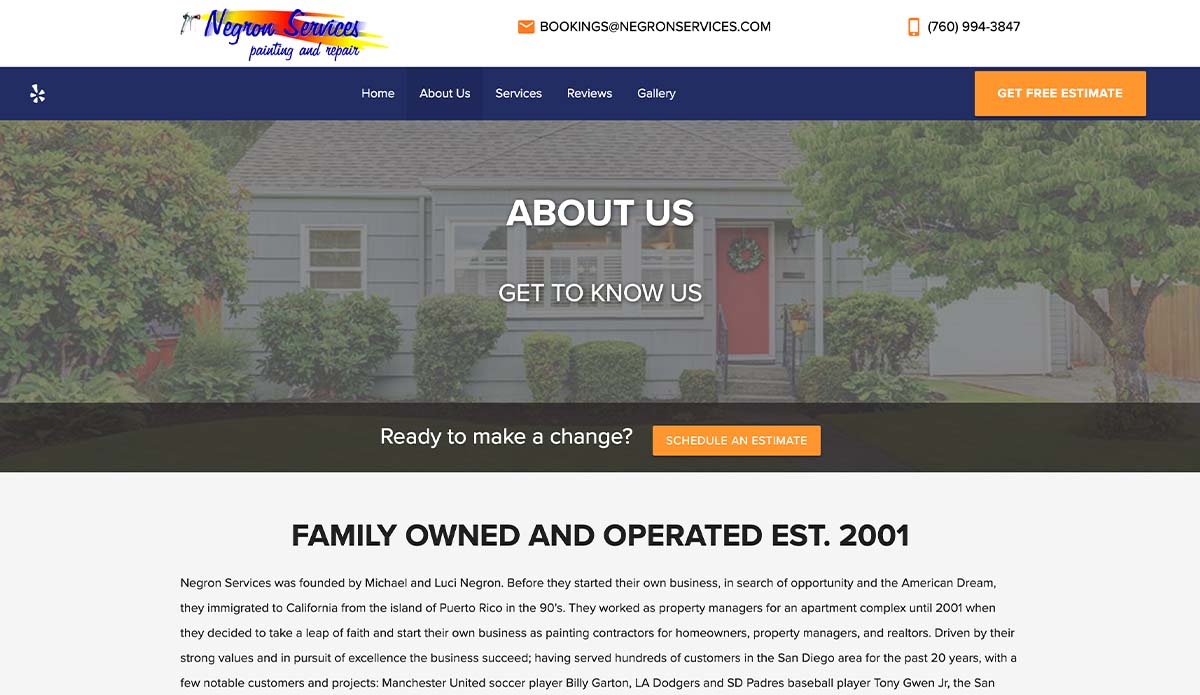 Negron Services
painting and repair
BOOKINGS@NEGRONSERVICES.COM
(760) 994-3847
Home About Us Services Reviews Gallery
GET FREE ESTIMATE
ABOUT US
GET TO KNOW US
Ready to make a change?
SCHEDULE AN ESTIMATE
FAMILY OWNED AND OPERATED EST. 2001
Negron Services was founded by Michael and Luci Negron. Before they started their own business, in search of opportunity and the American Dream,
they immigrated to California from the island of Puerto Rico in the 90's. They worked as property managers for an apartment complex until 2001 when
they decided to take a leap of faith and start their own business as painting contractors for homeowners, property managers, and realtors. Driven by their
strong values and in pursuit of excellence the business succeed; having served hundreds of customers in the San Diego area for the past 20 years, with a
few notable customers and projects: Manchester United soccer player Billy Garton, LA Dodgers and SD Padres baseball player Tony Gwen Jr, the San